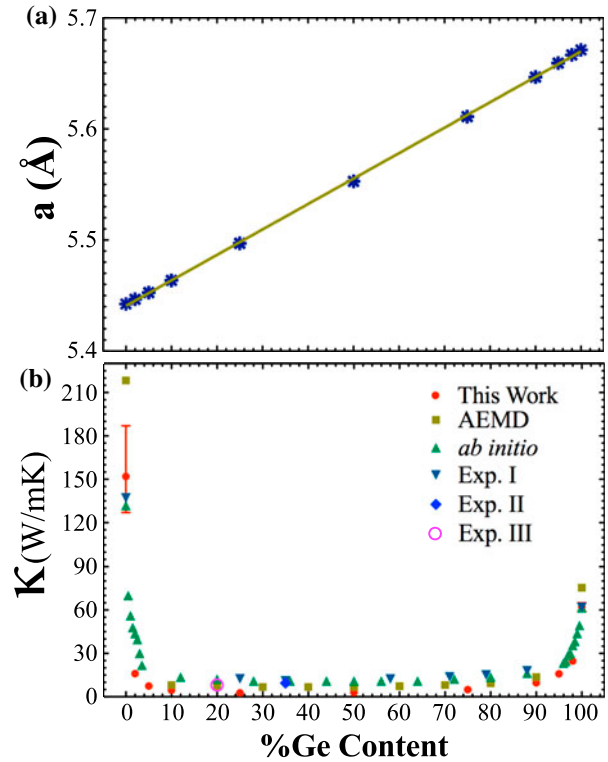 (a)
5.7
5.6
5.5
5.4
a (Å)
(b)
210
180
150
120
90
60
30
0
K(W/mK)
This Work
AEMD
ab initio
Exp. I
Exp. II
Exp. III
0 10 20 30 40 50 60 70 80 90 100
%Ge Content